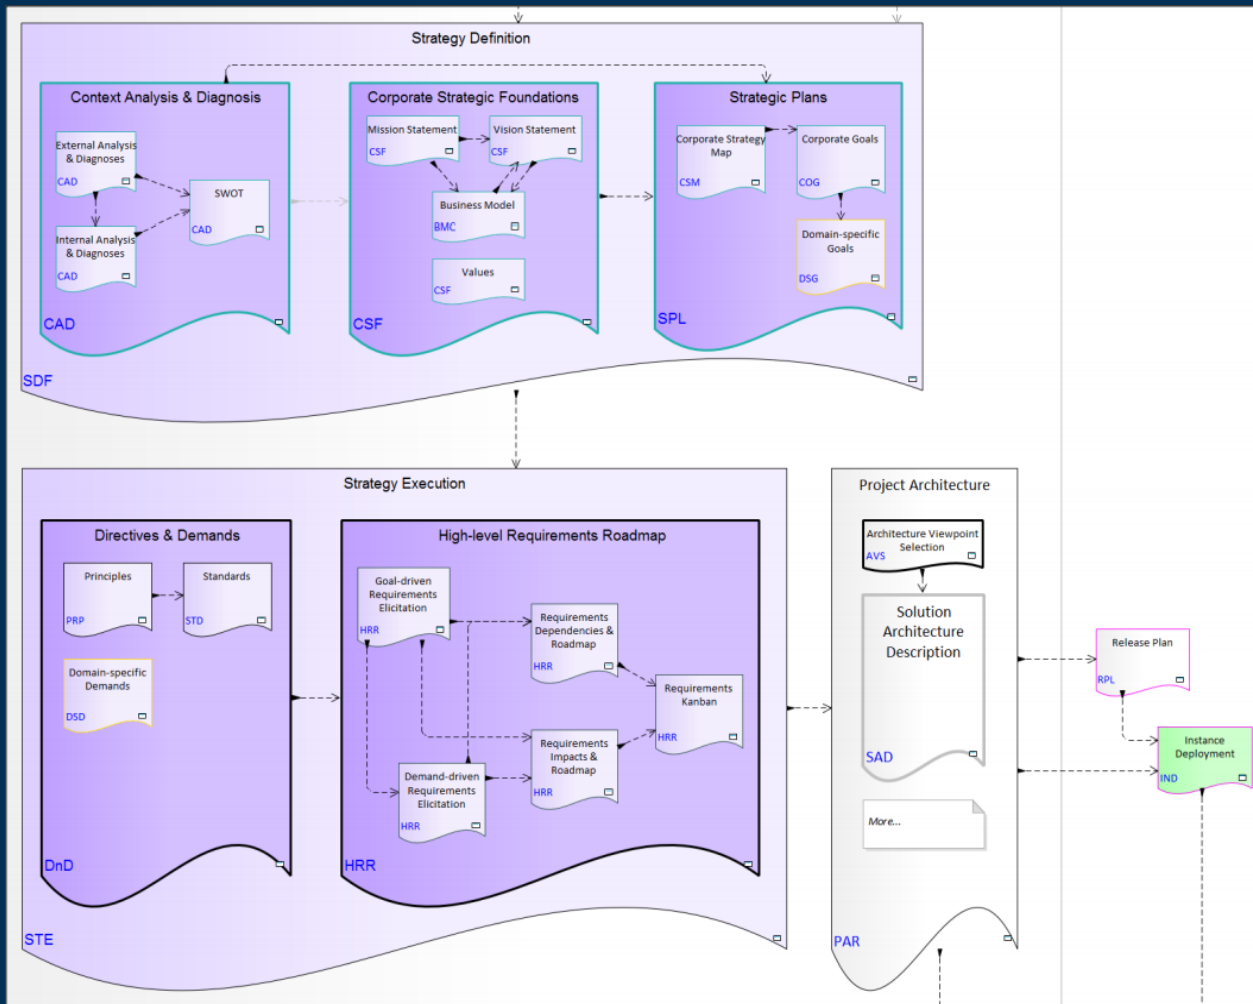 Strategy Definition
Context Analysis & Diagnosis
External Analysis
& Diagnoses
CAD
SWOT
CAD
Internal Analysis
& Diagnoses
CAD
CAD
Corporate Strategic Foundations
Mission Statement
CSF
Vision Statement
CSF
Business Model
BMC
Values
CSF
CSF
Strategic Plans
Corporate Strategy
Map
CSM
Corporate Goals
COG
Domain-specific
Goals
DSG
SPL
SDF
Strategy Execution
Directives & Demands
Principles
PRP
Standards
STD
Domain-specific
Demands
DSD
DnD
High-level Requirements Roadmap
Goal-driven
Requirements
Elicitation
HRR
Requirements
Dependencies &
Roadmap
HRR
Requirements
Kanban
HRR
Requirements
Impacts &
Roadmap
HRR
Demand-driven
Requirements
Elicitation
HRR
HRR
STE
Project Architecture
Architecture Viewpoint
Selection
AVS
Solution
Architecture
Description
SAD
More...
PAR
Release Plan
RPL
Instance
Deployment
IND